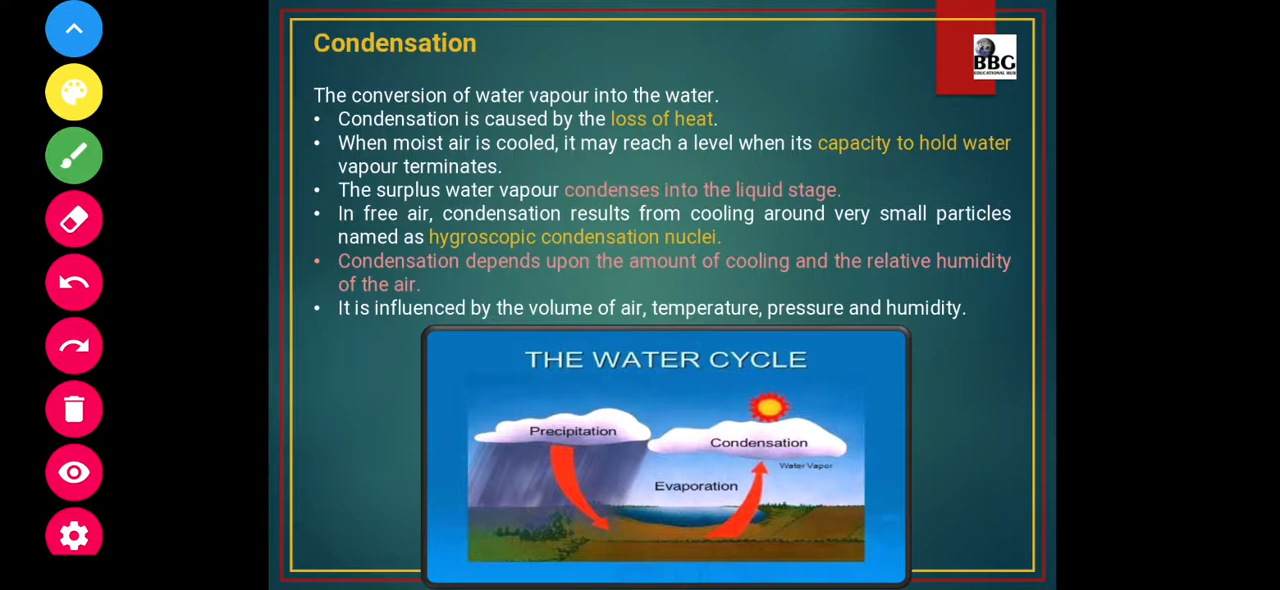 Condensation
BBG
EDUCATIONAL HUB
The conversion of water vapour into the water.
• Condensation is caused by the loss of heat.
• When moist air is cooled, it may reach a level when its capacity to hold water
vapour terminates.
• The surplus water vapour condenses into the liquid stage.
• In free air, condensation results from cooling around very small particles
named as hygroscopic condensation nuclei.
• Condensation depends upon the amount of cooling and the relative humidity
of the air.
• It is influenced by the volume of air, temperature, pressure and humidity.
THE WATER CYCLE
Precipitation
Condensation
Water Vapor
Evaporation